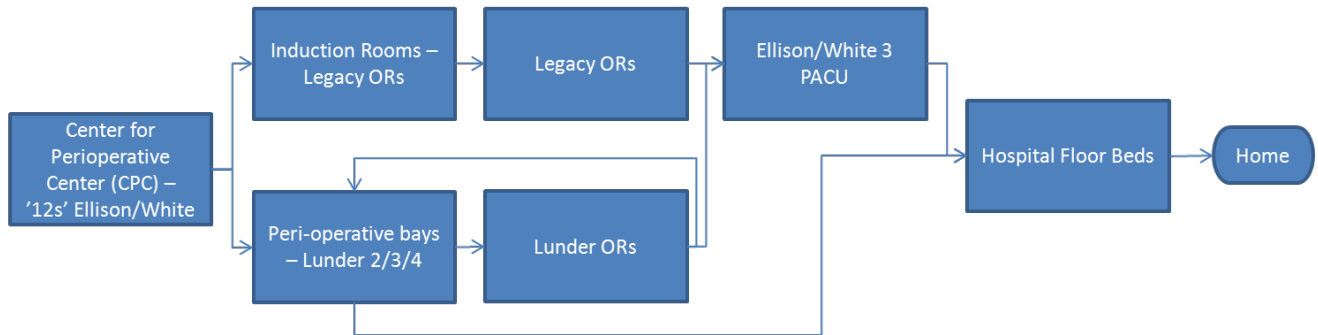 Induction Rooms –
Legacy ORs
Legacy ORs
Ellison/White 3
PACU
Center for
Perioperative
Center (CPC) –
’12s’ Ellison/White
Hospital Floor Beds
Home
Peri-operative bays
– Lunder 2/3/4
Lunder ORs